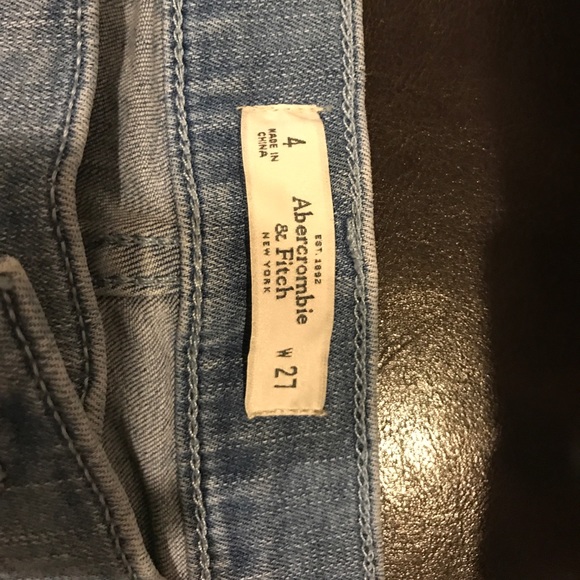 4
MADE IN
CHINA
EST. 1892
Abercrombie
& Fitch
NEW YORK
W 27